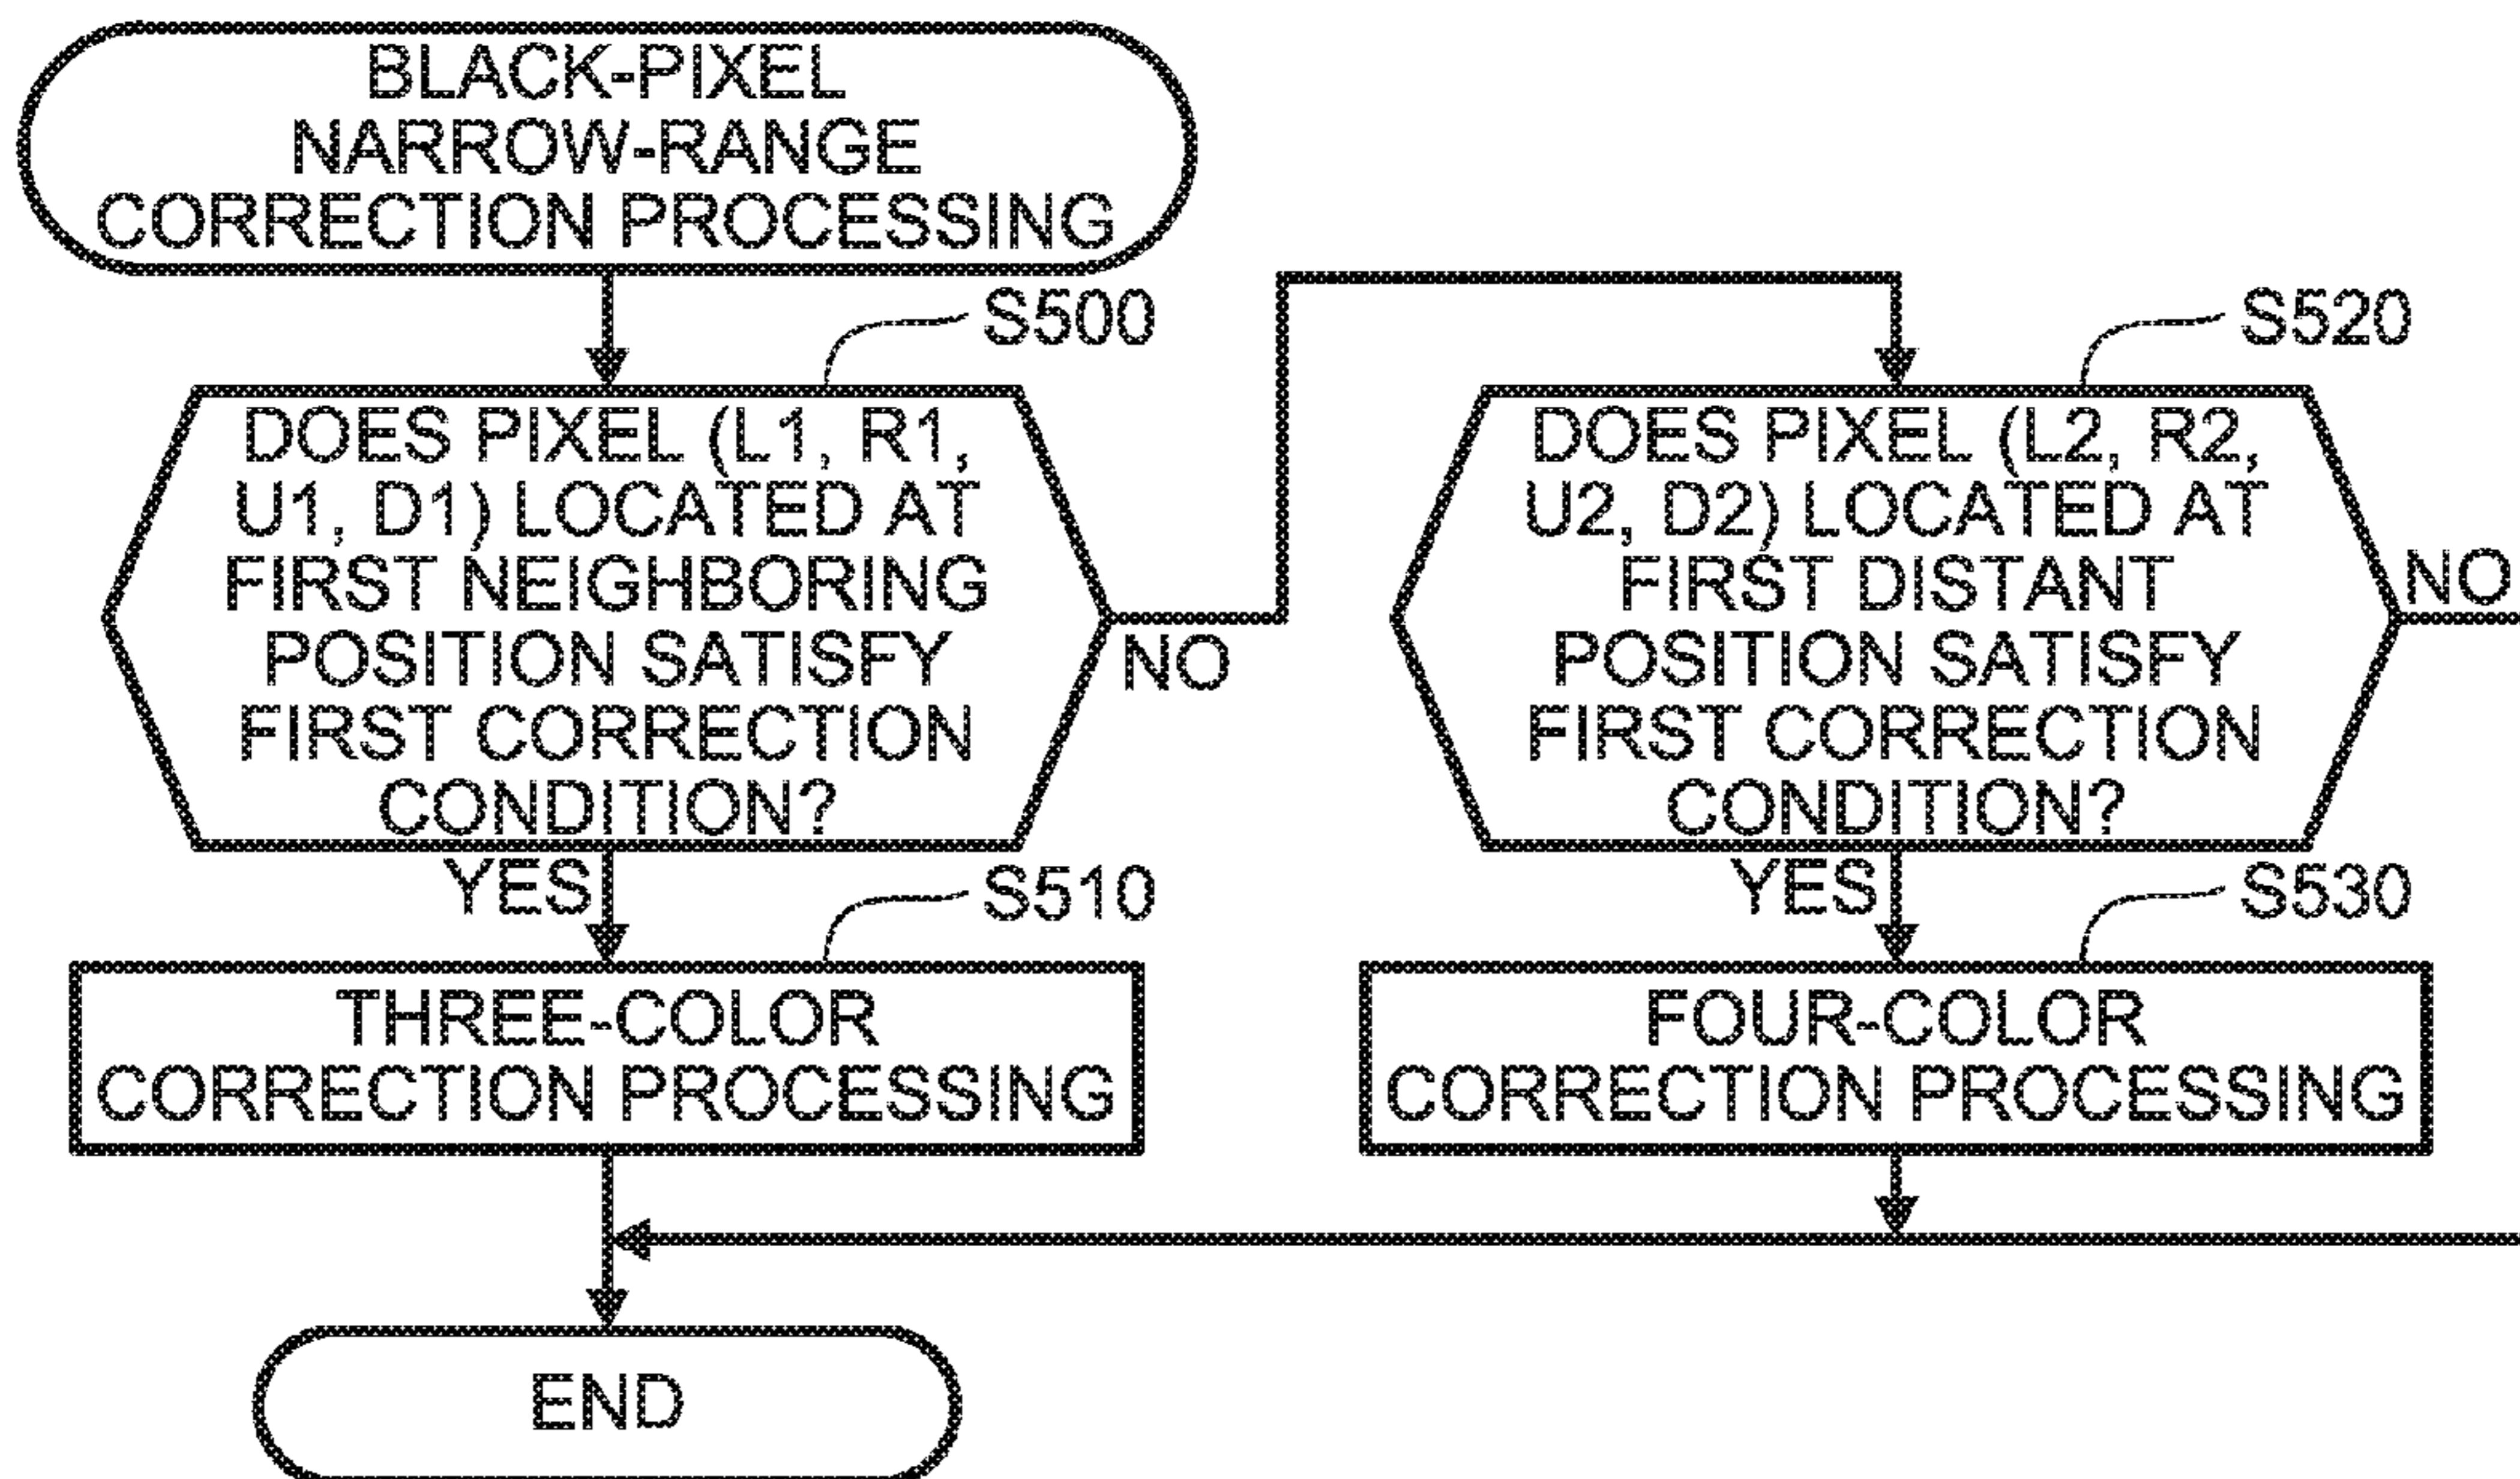 BLACK-PIXEL
NARROW-RANGE
CORRECTION PROCESSING
S500
DOES PIXEL (L1, R1,
U1, D1) LOCATED AT
FIRST NEIGHBORING
POSITION SATISFY
FIRST CORRECTION
CONDITION?
NO
YES
S510
THREE-COLOR
CORRECTION PROCESSING
S520
DOES PIXEL (L2, R2,
U2, D2) LOCATED AT
FIRST DISTANT
POSITION SATISFY
FIRST CORRECTION
CONDITION?
NO
YES
S530
FOUR-COLOR
CORRECTION PROCESSING
END